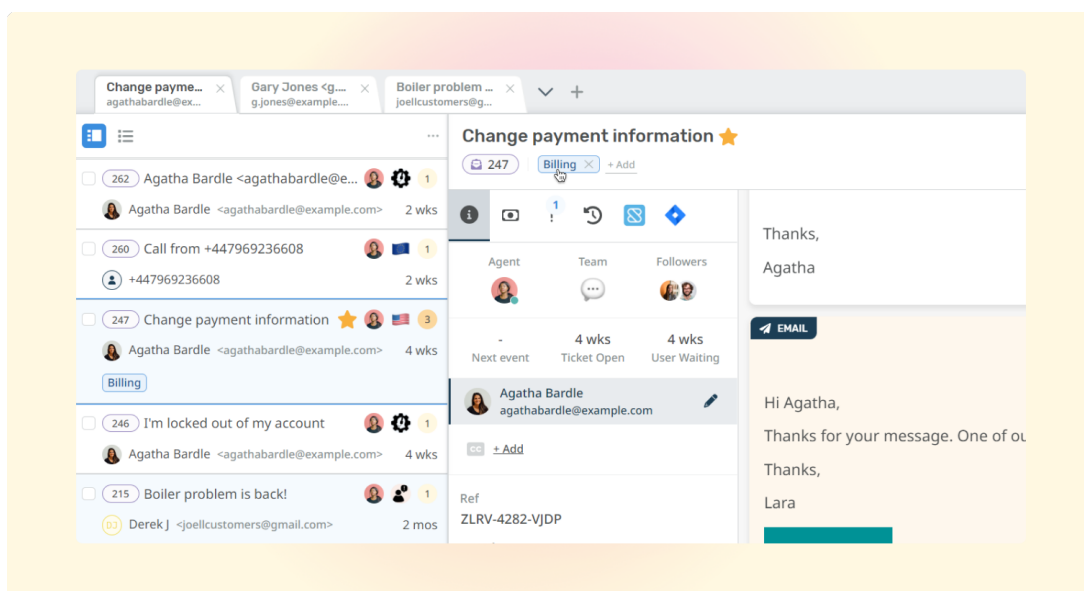 Change payme...
agathabardle@ex...
Gary Jones <g....
g.jones@example....
Boiler problem ...
joellcustomers@g...
262 Agatha Bardle <agathabardle@e... 1
Agatha Bardle <agathabardle@example.com> 2 wks
260 Call from +447969236608 1
+447969236608 2 wks
247 Change payment information 3
Agatha Bardle <agathabardle@example.com> 4 wks
Billing
246 I'm locked out of my account 1
Agatha Bardle <agathabardle@example.com> 4 wks
215 Boiler problem is back! 1
DJ Derek J <joellcustomers@gmail.com> 2 mos
Change payment information
247 Billing + Add
1
Agent Team Followers
- 4 wks 4 wks
Next event Ticket Open User Waiting
Agatha Bardle
agathabardle@example.com
CC + Add
Ref
ZLRV-4282-VJDP
Thanks,
Agatha
EMAIL
Hi Agatha,
Thanks for your message. One of ou
Thanks,
Lara